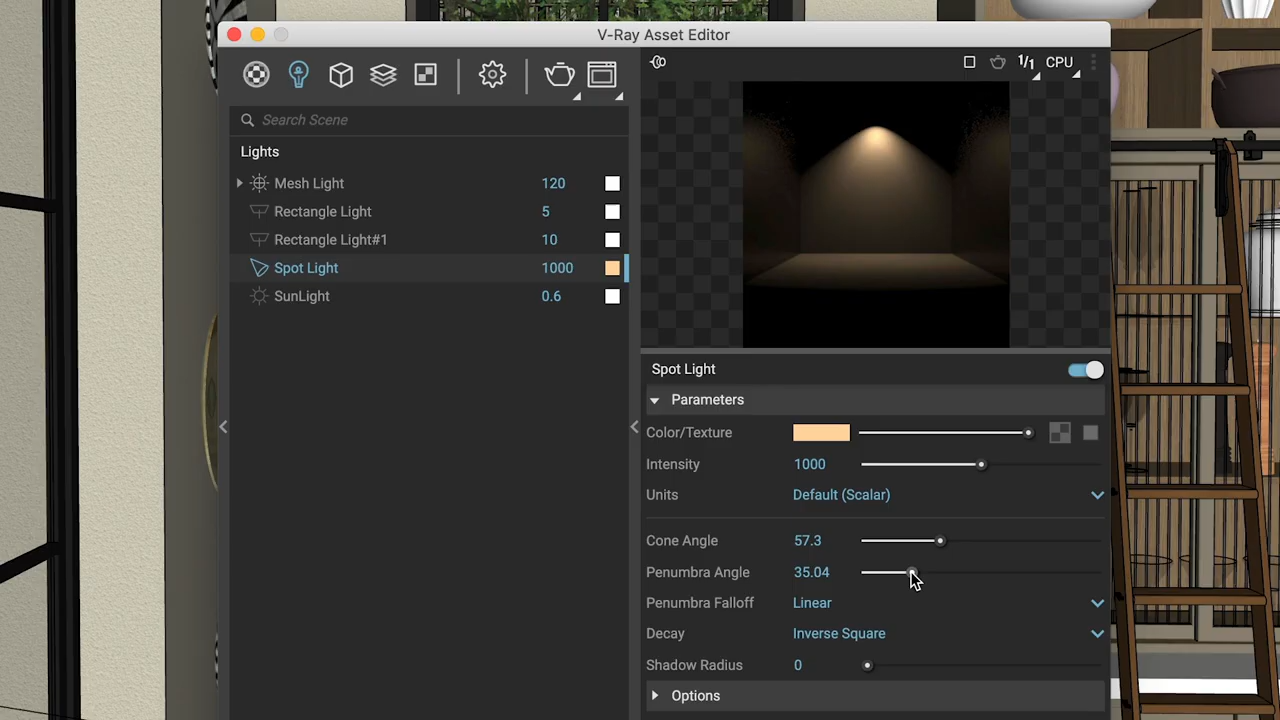 V-Ray Asset Editor
1/1 CPU
Search Scene
Lights
Mesh Light 120
Rectangle Light 5
Rectangle Light#1 10
Spot Light 1000
SunLight 0.6
Spot Light
Parameters
Color/Texture
Intensity 1000
Units Default (Scalar)
Cone Angle 57.3
Penumbra Angle 35.04
Penumbra Falloff Linear
Decay Inverse Square
Shadow Radius 0
Options